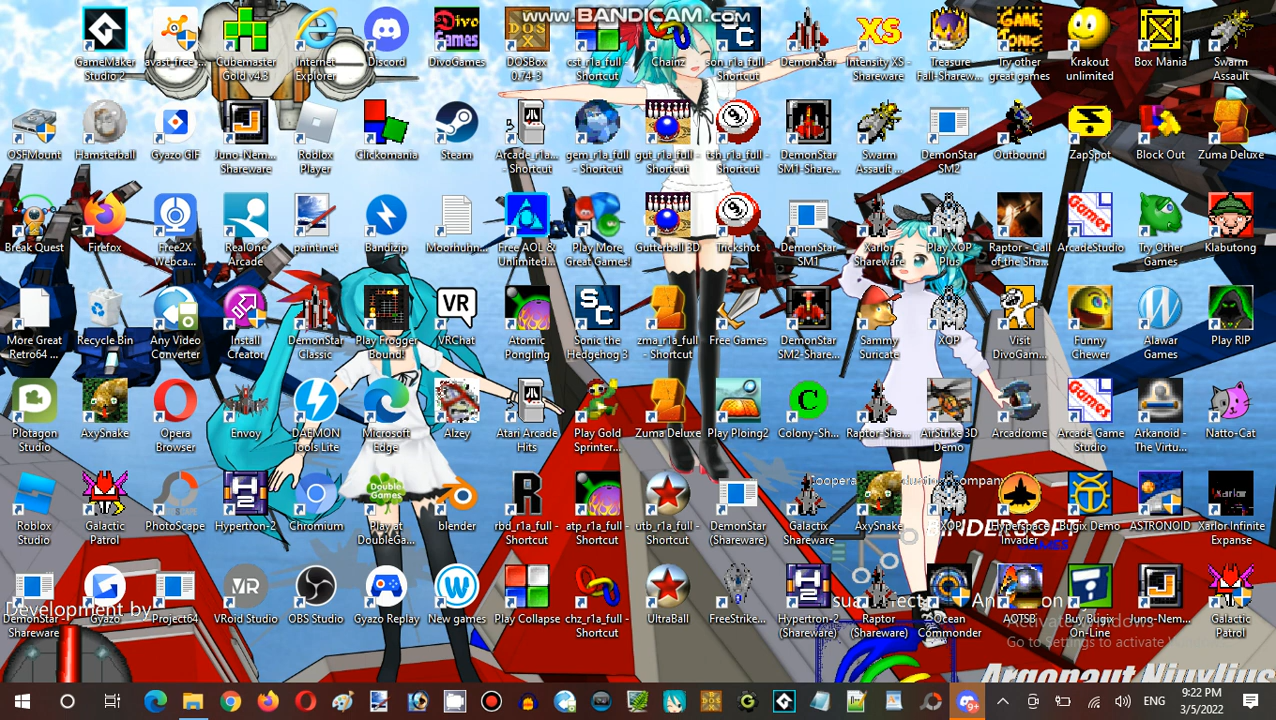 www.BANDICAM.com
GameMaker
Studio 2
avast_free_...
Cubemaster
Gold v4.3
Internet
Explorer
Discord
DivoGames
DOSBox
0.74-3
cst_r1a_full -
Shortcut
Chainz
son_r1a_full -
Shortcut
DemonStar
Intensity XS -
Shareware
Treasure
Fall-Sharew...
Try other
great games
Krakout
unlimited
Box Mania
Swarm
Assault
OSFMount
Hamsterball
Gyazo GIF
Juno-Nem...
Shareware
Roblox
Player
Clickomania
Steam
Arcade_r1a...
- Shortcut
gem_r1a_full
- Shortcut
gut_r1a_full -
Shortcut
tsh_r1a_full -
Shortcut
DemonStar
SM1-Share...
Swarm
Assault ...
DemonStar
SM2
Outbound
ZapSpot
Block Out
Zuma Deluxe
Break Quest
Firefox
Free2X
Webca...
RealOne
Arcade
paint.net
Bandizip
Moorhuhn...
Free AOL &
Unlimited...
Play More
Great Games!
Gutterball 3D
Trickshot
DemonStar
SM1
Xarlor
Shareware
Play XOP
Plus
Raptor - Call
of the Sha...
ArcadeStudio
Try Other
Games
Klabutong
More Great
Retro64 ...
Recycle Bin
Any Video
Converter
Install
Creator
DemonStar
Classic
Play Frogger
Bound!
VRChat
Atomic
Pongling
Sonic the
Hedgehog 3
zma_r1a_full
- Shortcut
Free Games
DemonStar
SM2-Share...
Sammy
Suricate
XOP
Visit
DivoGam...
Funny
Chewer
Alawar
Games
Play RIP
Plotagon
Studio
AxySnake
Opera
Browser
Envoy
DAEMON
Tools Lite
Microsoft
Edge
Alzey
Atari Arcade
Hits
Play Gold
Sprinter...
Zuma Deluxe
Play Ploing2
Colony-Sh...
Raptor-Sha...
AirStrike 3D
Demo
Arcadrome
Arcade Game
Studio
Arkanoid -
The Virtu...
Natto-Cat
Roblox
Studio
Galactic
Patrol
PhotoScape
Hypertron-2
Chromium
Play at
DoubleGa...
blender
rbd_r1a_full -
Shortcut
atp_r1a_full -
Shortcut
utb_r1a_full -
Shortcut
DemonStar
(Shareware)
Galactix
Shareware
AxySnake
XOP
Hyperspace
Invader
Bugix Demo
ASTRONOID
Xarlor Infinite
Expanse
GAMES
Development by
DemonStar
Shareware
Gyazo
Project64
VRoid Studio
OBS Studio
Gyazo Replay
New games
Play Collapse
chz_r1a_full -
Shortcut
UltraBall
FreeStrike...
Hypertron-2
(Shareware)
Raptor
(Shareware)
Ocean
Commonder
AOTSB
Buy Bugix
On-Line
Juno-Nem...
Shareware
Galactic
Patrol
Activate Windows
Go to Settings to activate Windows.
ENG
9:22 PM
3/5/2022